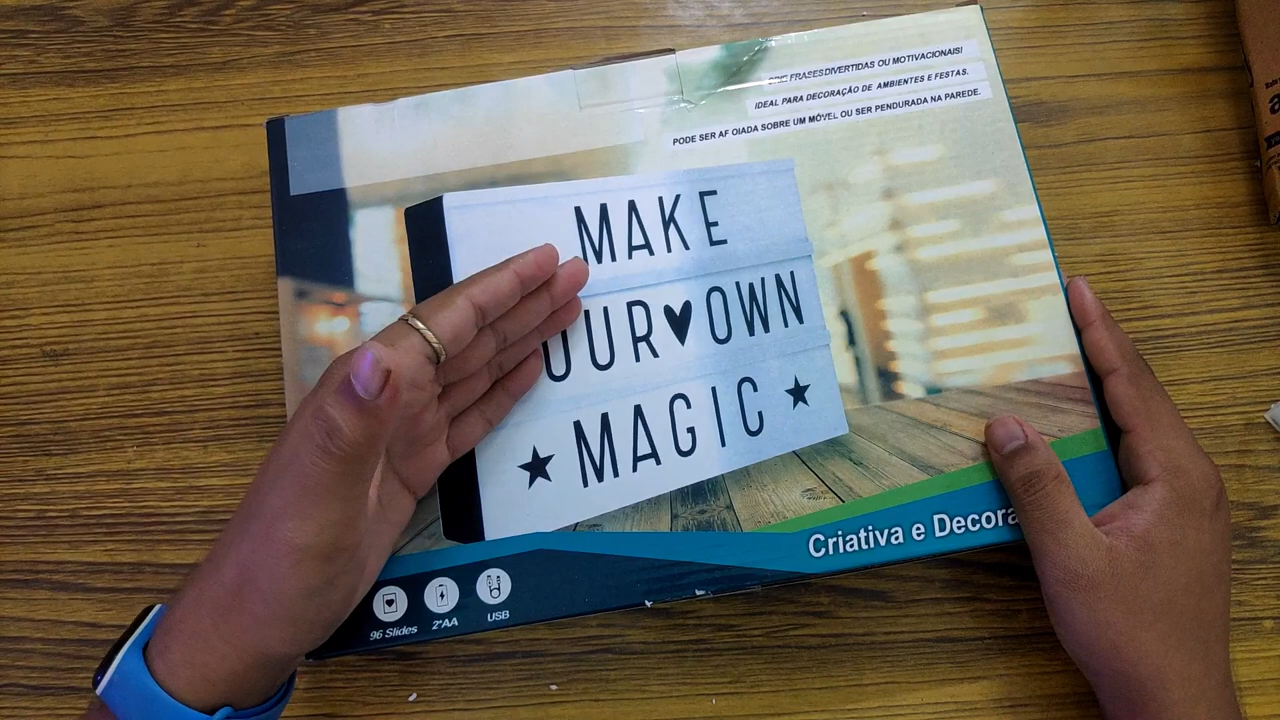 CRIE FRASES DIVERTIDAS OU MOTIVACIONAIS!
IDEAL PARA DECORAÇÃO DE AMBIENTES E FESTAS.
PODE SER AF OIADA SOBRE UM MÓVEL OU SER PENDURADA NA PAREDE.
MAKE
OUR♥OWN
★ MAGIC ★
Criativa e Decora
96 Slides
2*AA
USB